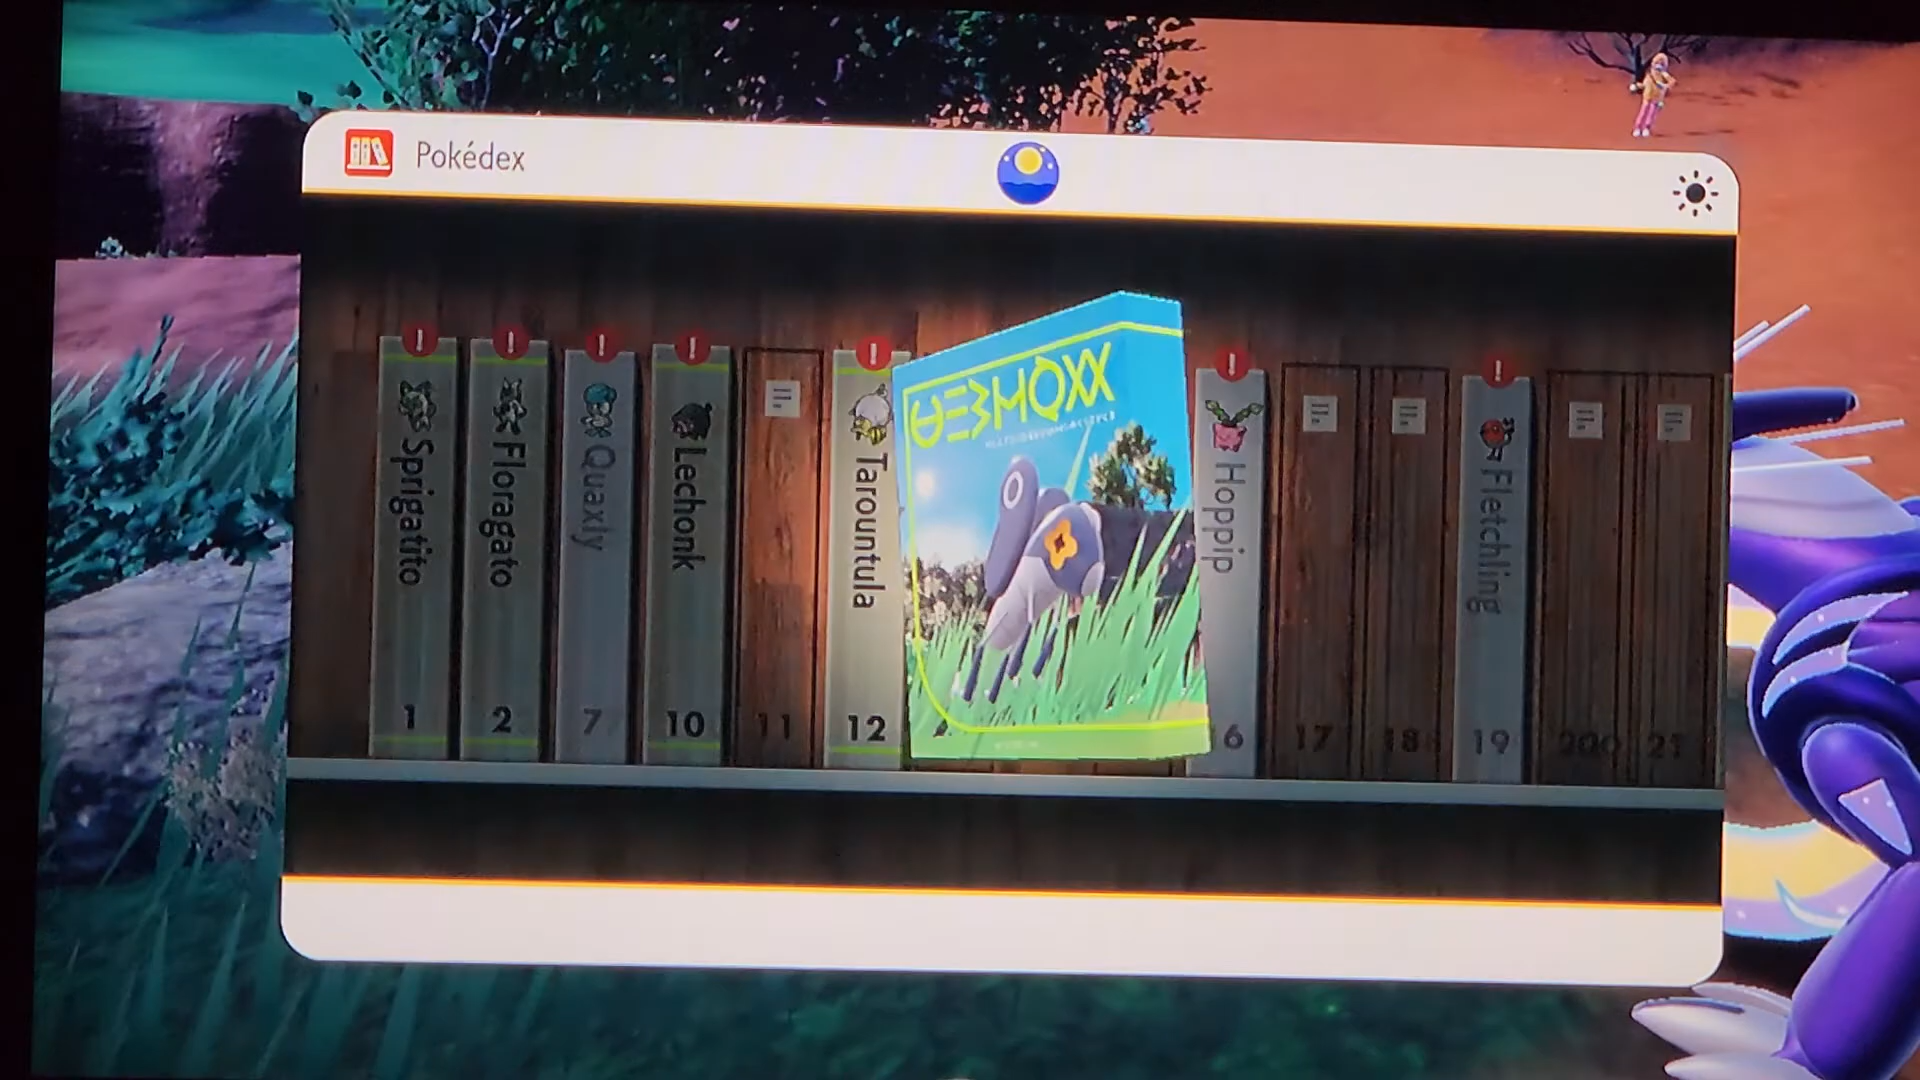 Pokédex
Sprigatito
1
Floragato
2
Quaxly
7
Lechonk
10
11
Tarountula
12
Hoppip
6
17
18
Fletchling
19
20
21